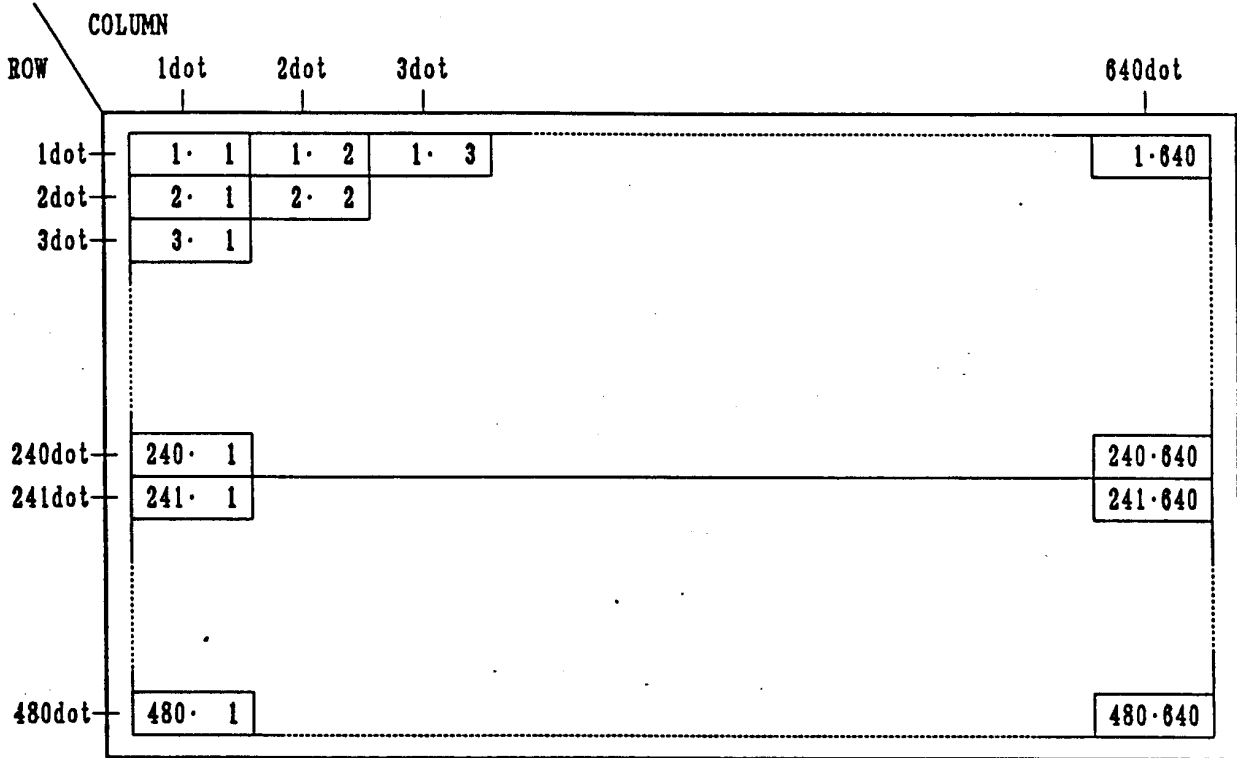 COLUMN
ROW 1dot 2dot 3dot 640dot
1dot 1· 1 1· 2 1· 3 1·640
2dot 2· 1 2· 2
3dot 3· 1
240dot 240· 1 240·640
241dot 241· 1 241·640
480dot 480· 1 480·640